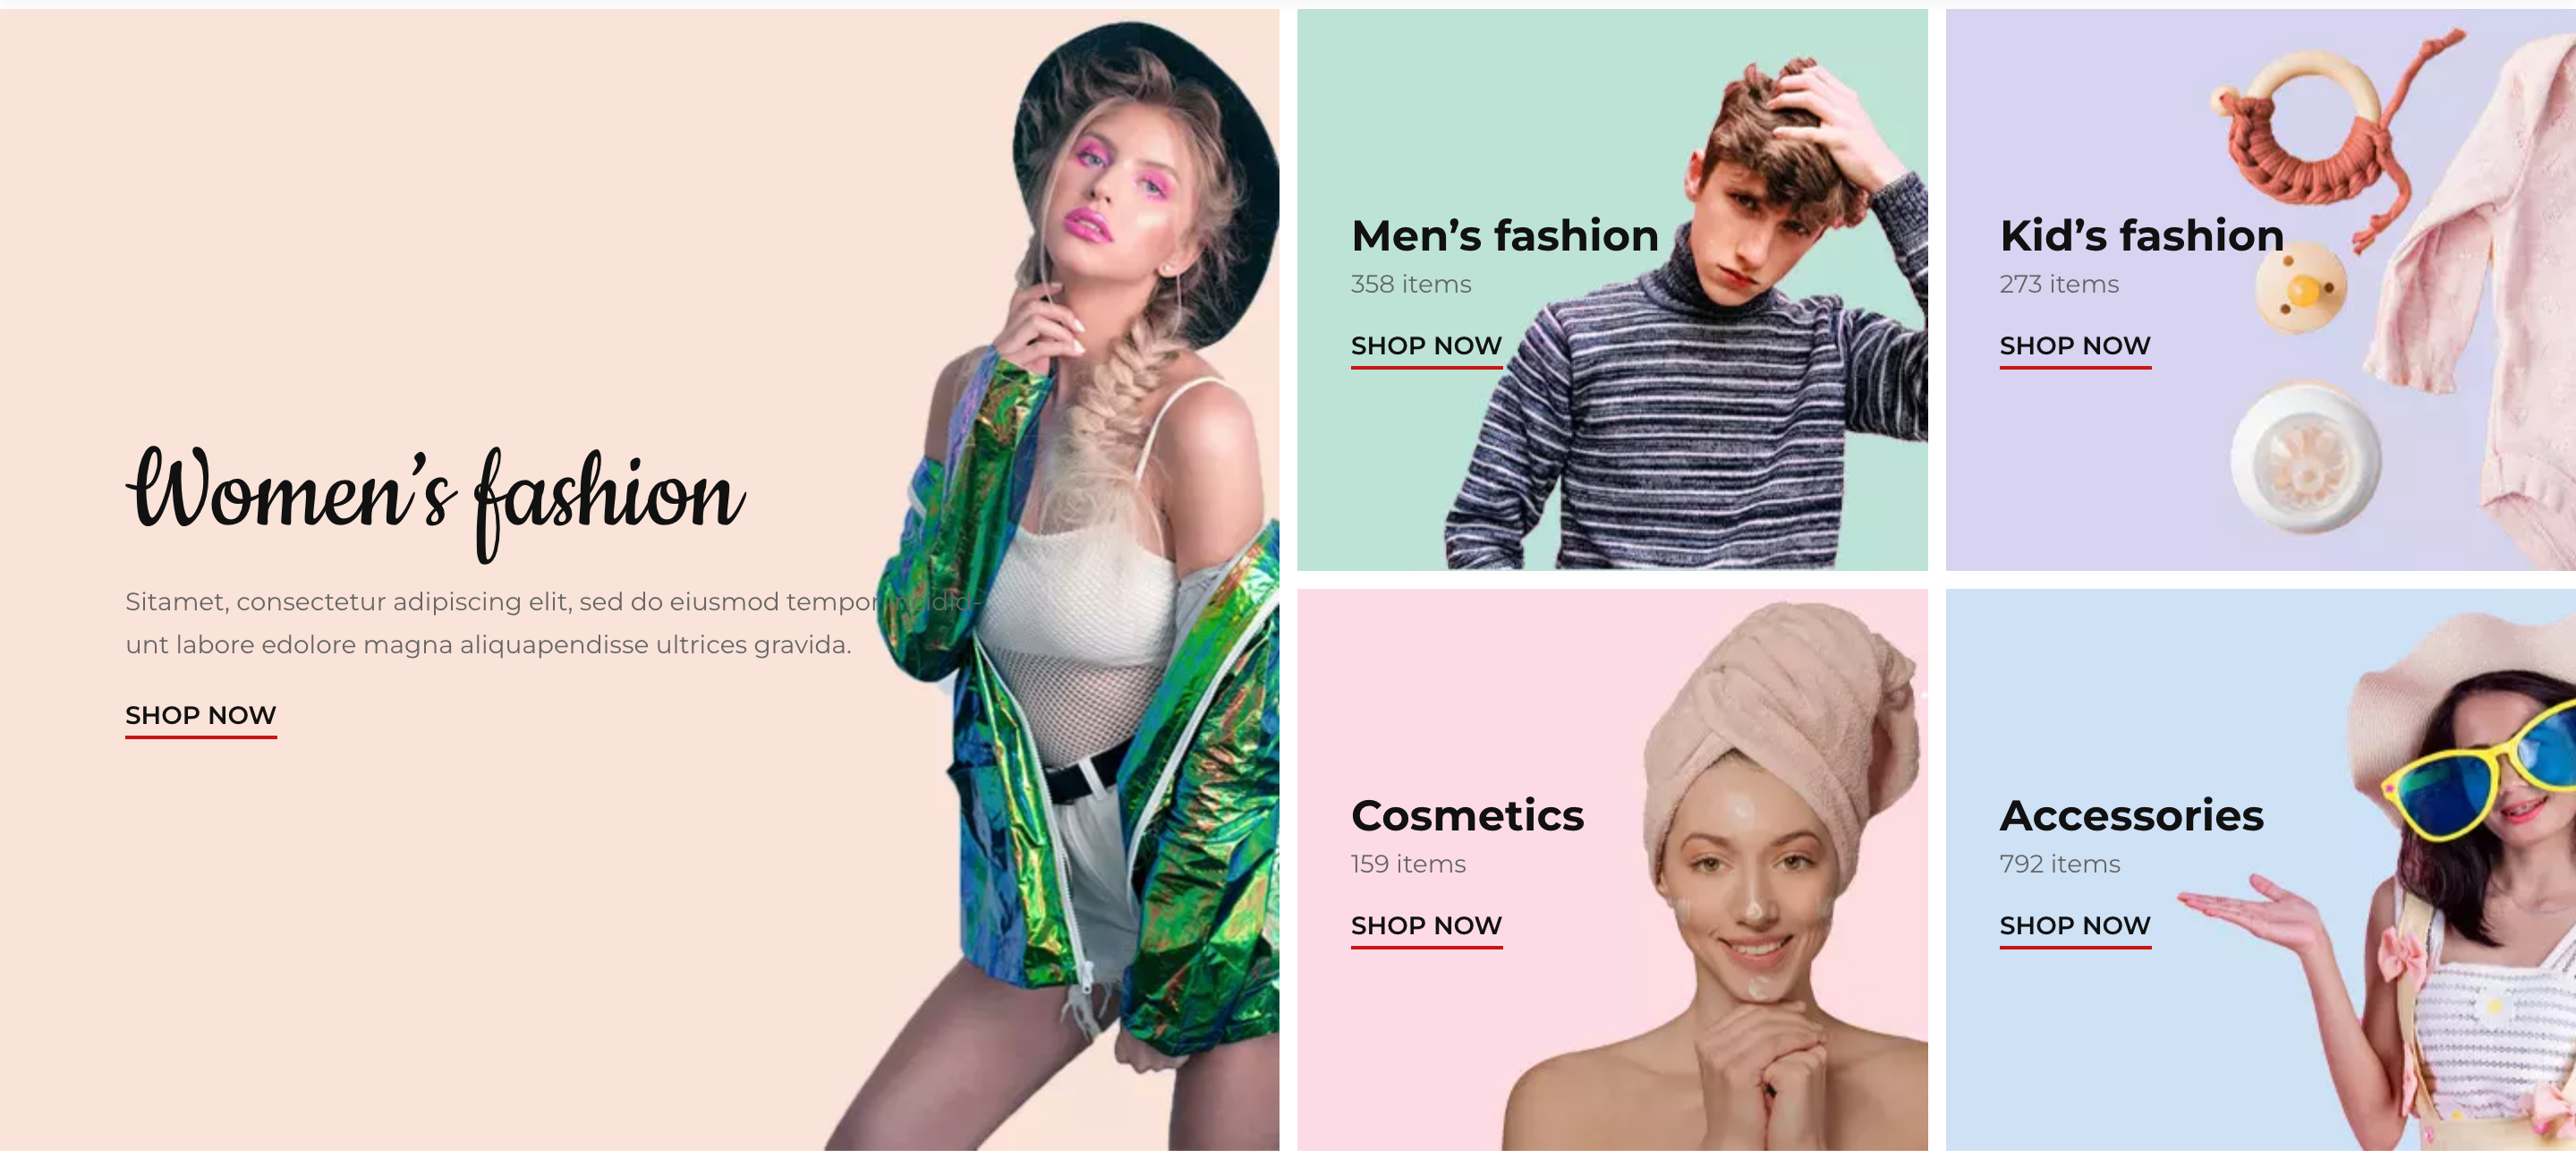 Women's fashion
Sitamet, consectetur adipiscing elit, sed do eiusmod tempor incidid-
unt labore edolore magna aliquapendisse ultrices gravida.
SHOP NOW
Men's fashion
358 items
SHOP NOW
Kid's fashion
273 items
SHOP NOW
Cosmetics
159 items
SHOP NOW
Accessories
792 items
SHOP NOW